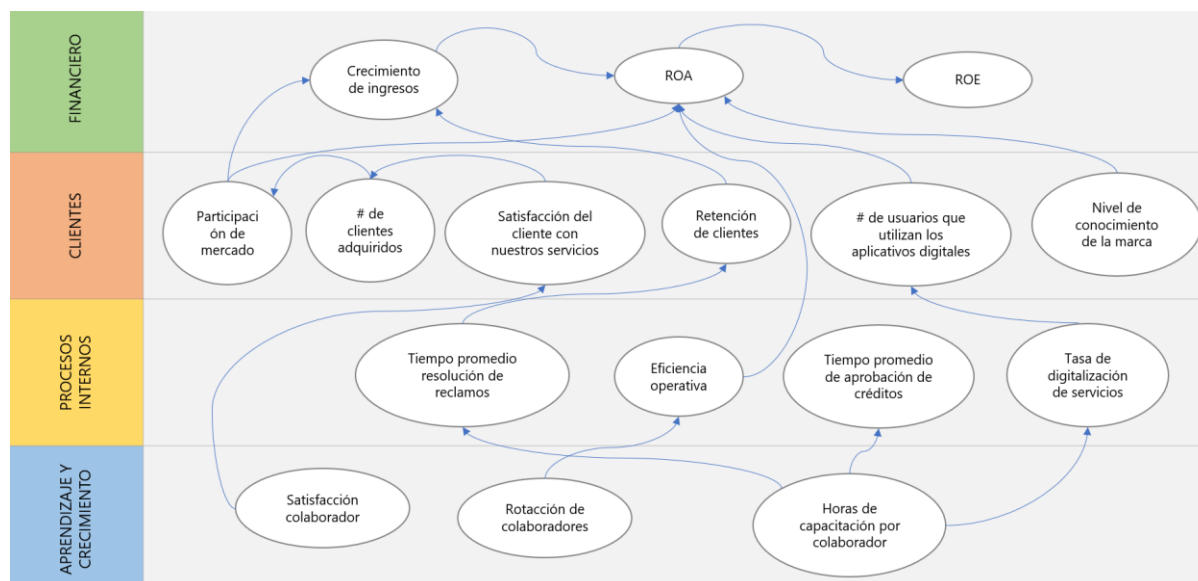 FINANCIERO
Crecimiento
de ingresos
ROA
ROE
CLIENTES
Participaci
ón de
mercado
# de
clientes
adquiridos
Satisfacción del
cliente con
nuestros servicios
Retención
de clientes
# de usuarios que
utilizan los
aplicativos digitales
Nivel de
conocimiento
de la marca
PROCESOS
INTERNOS
Tiempo promedio
resolución de
reclamos
Eficiencia
operativa
Tiempo promedio
de aprobación de
créditos
Tasa de
digitalización
de servicios
APRENDIZAJE Y
CRECIMIENTO
Satisfacción
colaborador
Rotacción de
colaboradores
Horas de
capacitación por
colaborador